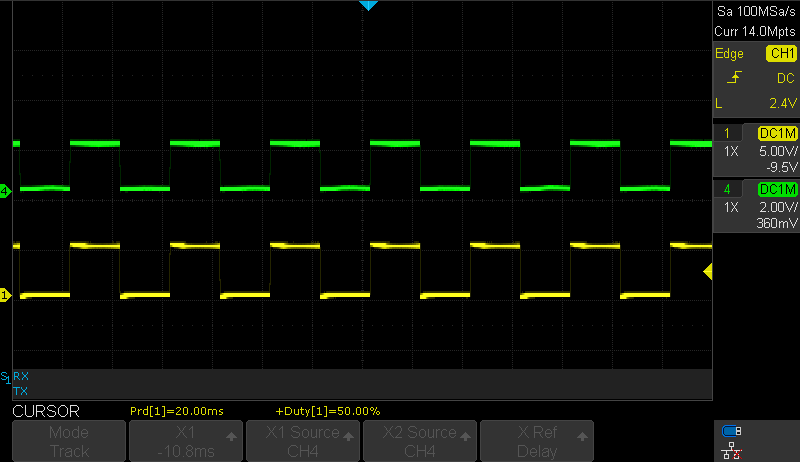 Sa 100MSa/s
Curr 14.0Mpts
Edge CH1
DC
L 2.4V
1 DC1M
1X 5.00V/
-9.5V
4 DC1M
1X 2.00V/
360mV
4
1
S1 RX
TX
CURSOR Prd[1]=20.00ms +Duty[1]=50.00%
Mode X1 X1 Source X2 Source X Ref
Track -10.8ms CH4 CH4 Delay